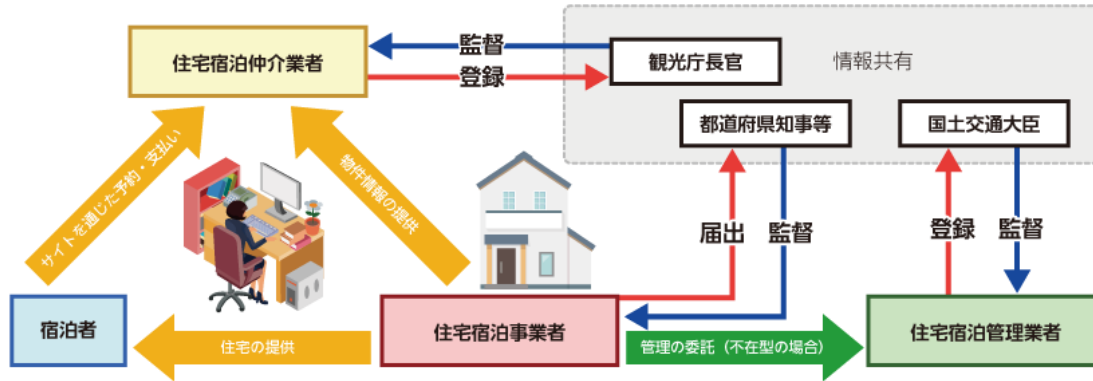 住宅宿泊仲介業者
監督
登録
観光庁長官
情報共有
都道府県知事等
国土交通大臣
サイトを通じた予約・支払い
物件情報の提供
届出
監督
登録
監督
宿泊者
住宅の提供
住宅宿泊事業者
管理の委託（不在型の場合）
住宅宿泊管理業者